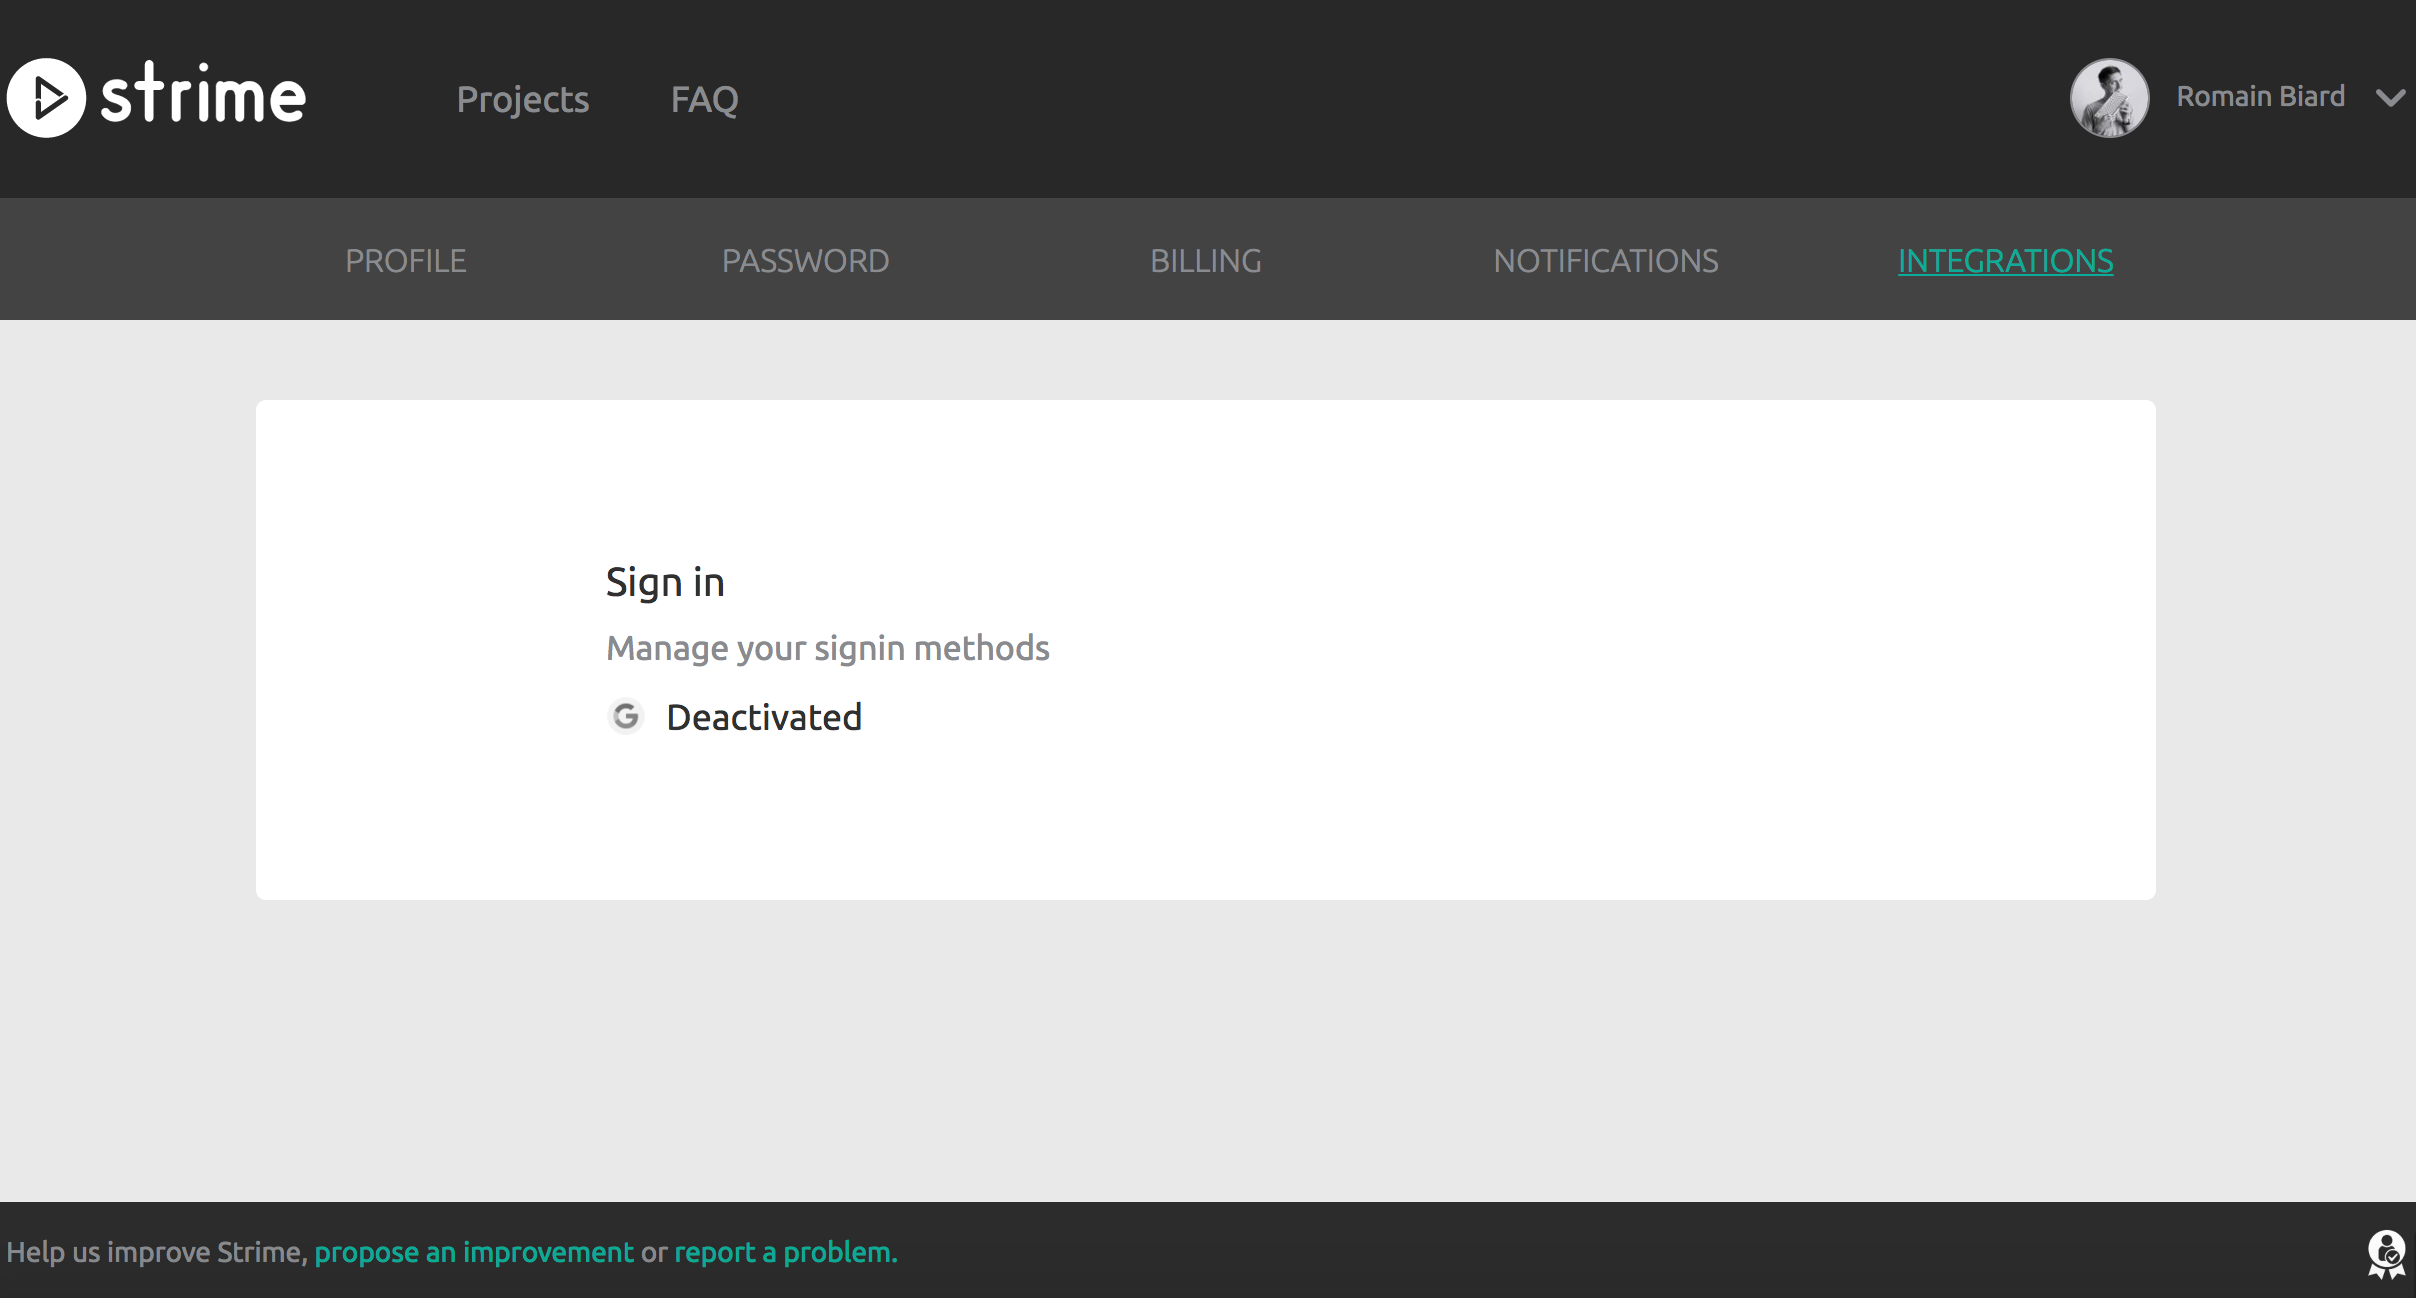 strime
Projects
FAQ
Romain Biard
PROFILE
PASSWORD
BILLING
NOTIFICATIONS
INTEGRATIONS
Sign in
Manage your signin methods
G Deactivated
Help us improve Strime, propose an improvement or report a problem.